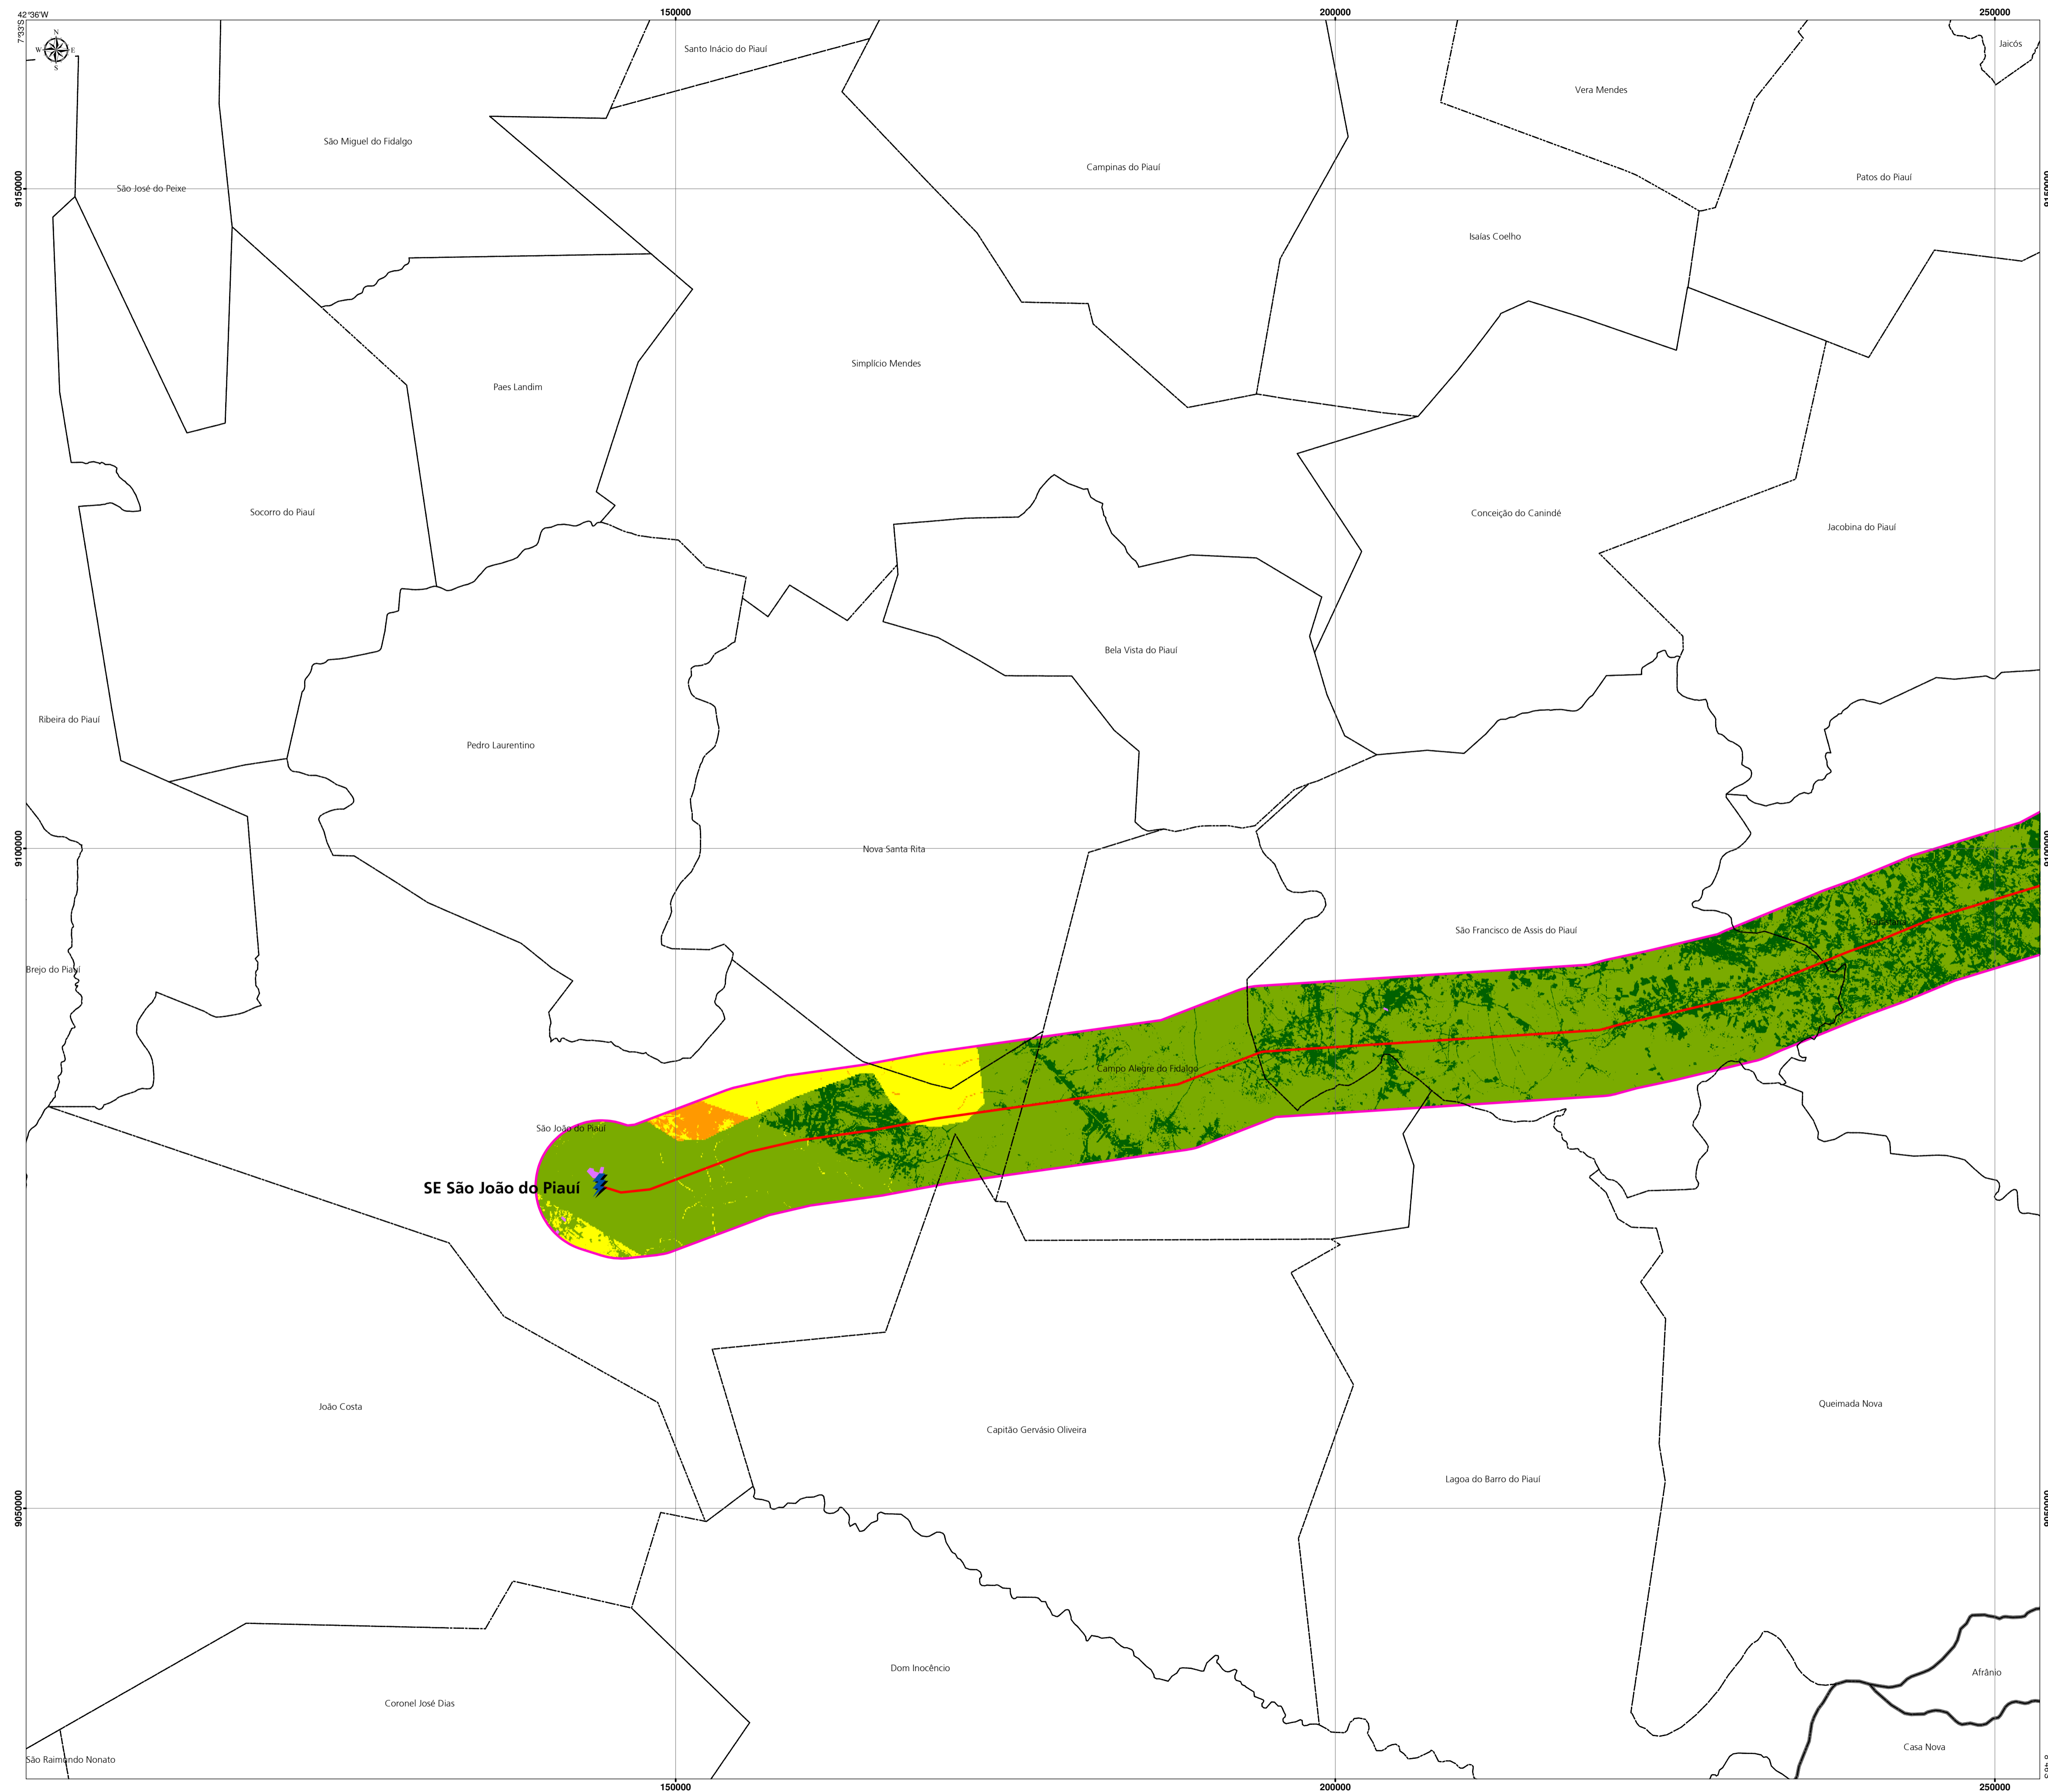 42°36'W
7°33'S
150000
200000
250000
N
W E
S
Santo Inácio do Piauí
Jaicós
Vera Mendes
São Miguel do Fidalgo
Campinas do Piauí
Patos do Piauí
9150000
São José do Peixe
9150000
Isaías Coelho
Simplício Mendes
Paes Landim
Socorro do Piauí
Conceição do Canindé
Jacobina do Piauí
Bela Vista do Piauí
Ribeira do Piauí
Pedro Laurentino
9100000
Nova Santa Rita
9100000
São Francisco de Assis do Piauí
Brejo do Piauí
Campo Alegre do Fidalgo
São João do Piauí
SE São João do Piauí
João Costa
Queimada Nova
Capitão Gervásio Oliveira
Lagoa do Barro do Piauí
9050000
9050000
Dom Inocêncio
Afrânio
Coronel José Dias
Casa Nova
São Raimundo Nonato
150000
200000
250000